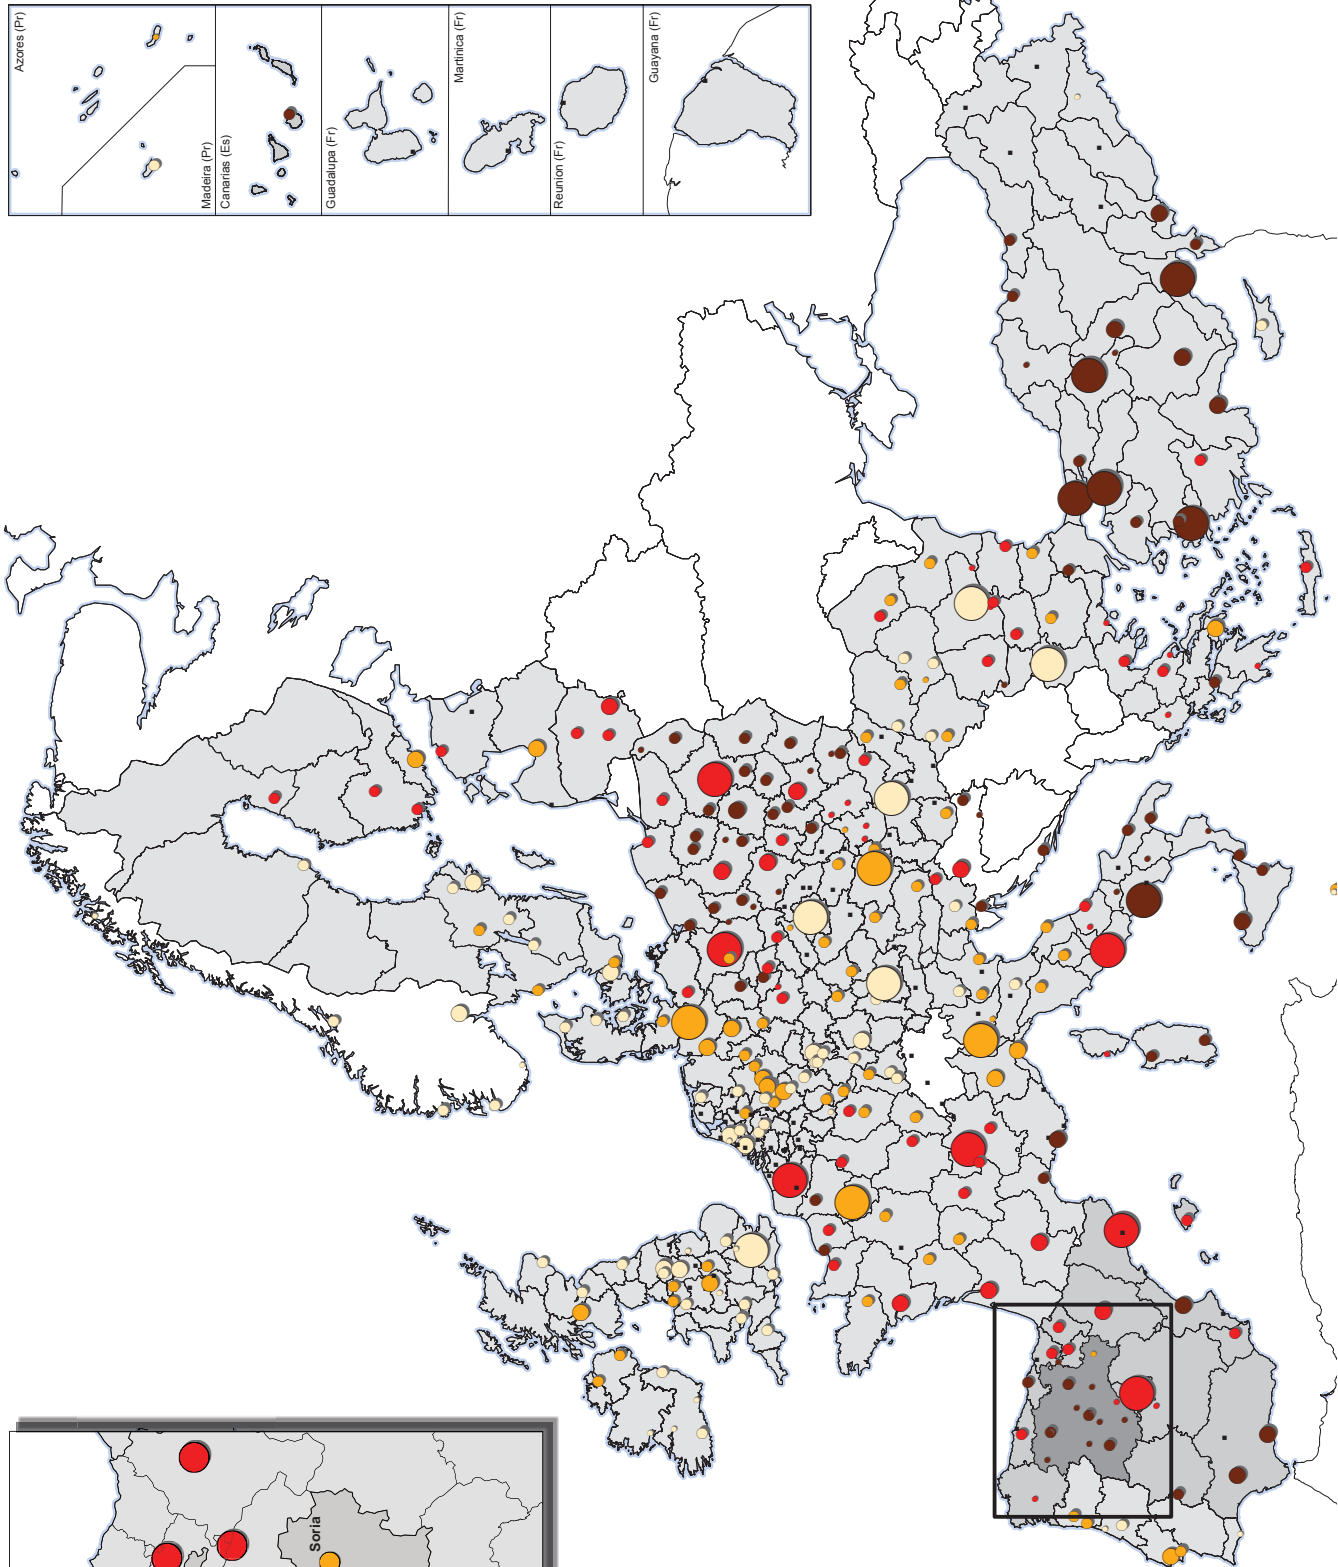 Azores (Pr)
Madeira (Pr)
Canarias (Es)
Guadalupa (Fr)
Martinica (Fr)
Reunion (Fr)
Guayana (Fr)
Soria